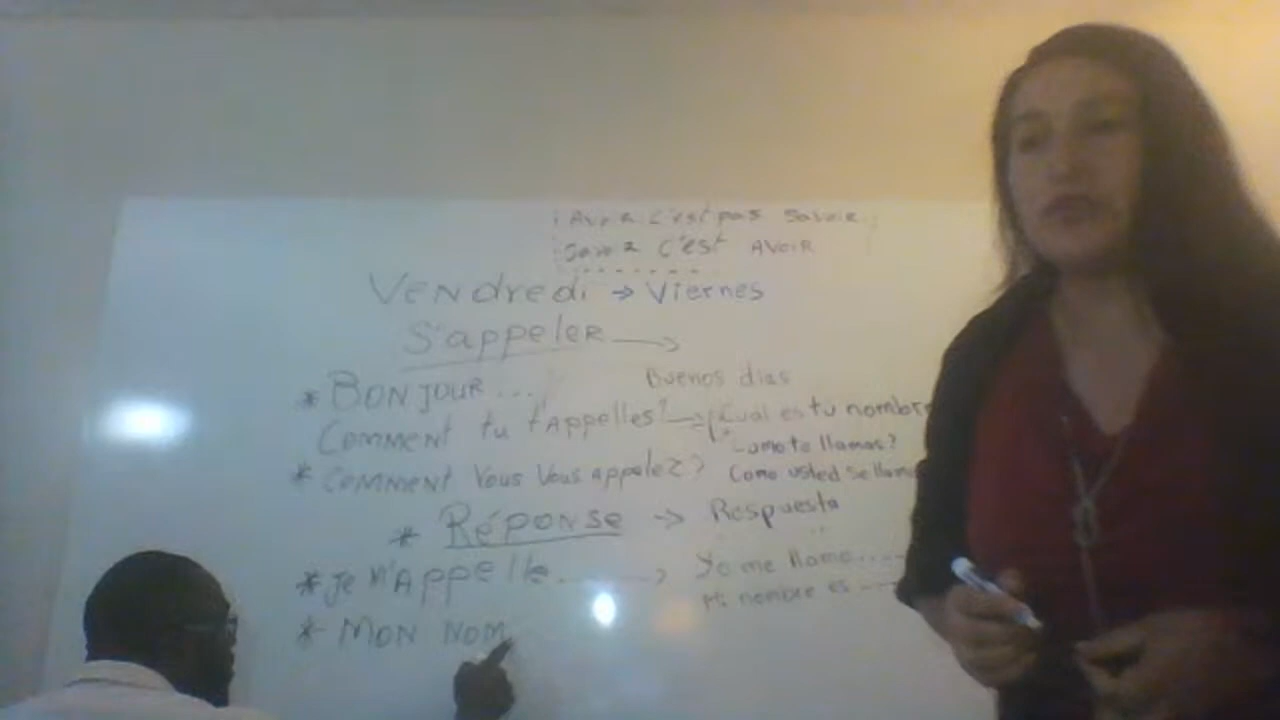 c'est pas savoir
c'est AVOIR
Vendredi → Viernes
S'appeler →
* BONJOUR ... Buenos dias
COMMENT tu t'Appelles? → Cual es tu nombre
Como te llamas?
* COMMENT Vous Vous appelez? Como usted se llama
* Réponse → Respuesta
* Je m'Appelle ........ → Yo me llamo.....
Mi nombre es
* MON NOM